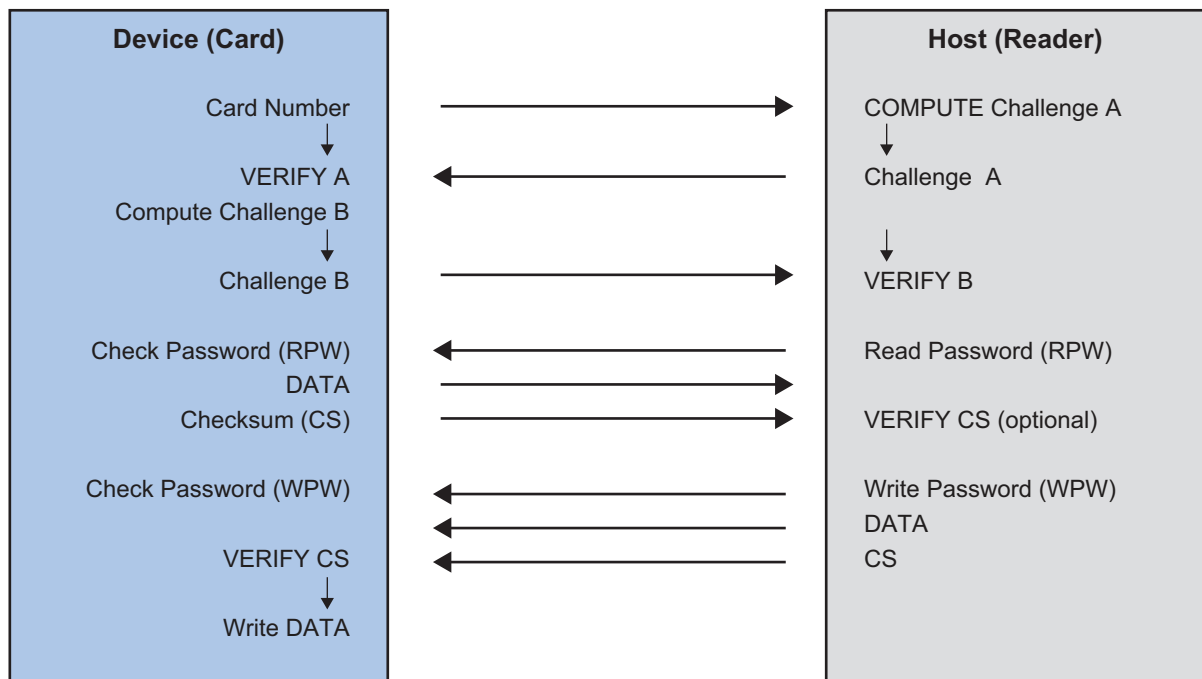 Device (Card)
Host (Reader)
Card Number
COMPUTE Challenge A
VERIFY A
Challenge A
Compute Challenge B
Challenge B
VERIFY B
Check Password (RPW)
Read Password (RPW)
DATA
Checksum (CS)
VERIFY CS (optional)
Check Password (WPW)
Write Password (WPW)
DATA
VERIFY CS
CS
Write DATA